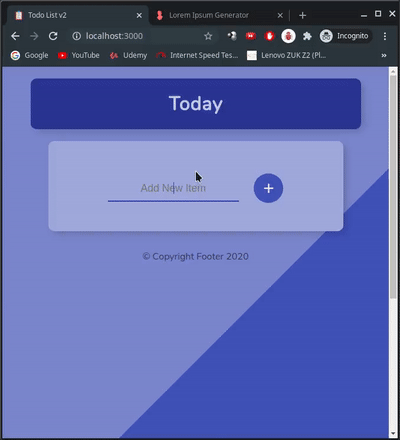 Todo List v2
Lorem Ipsum Generator
localhost:3000
Incognito
Google
YouTube
Udemy
Internet Speed Tes...
Lenovo ZUK Z2 (Pl...
Today
Add New Item
© Copyright Footer 2020